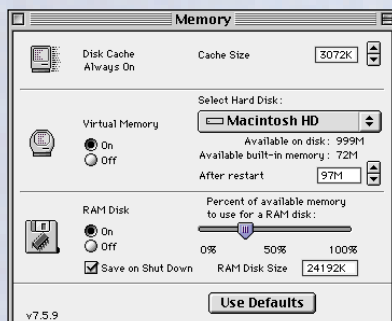 Memory
Disk Cache
Always On
Cache Size
3072K
Select Hard Disk:
Macintosh HD
Virtual Memory
On
Off
Available on disk: 999M
Available built-in memory: 72M
After restart
97M
RAM Disk
On
Off
Save on Shut Down
Percent of available memory
to use for a RAM disk:
0% 50% 100%
RAM Disk Size
24192K
Use Defaults
v7.5.9